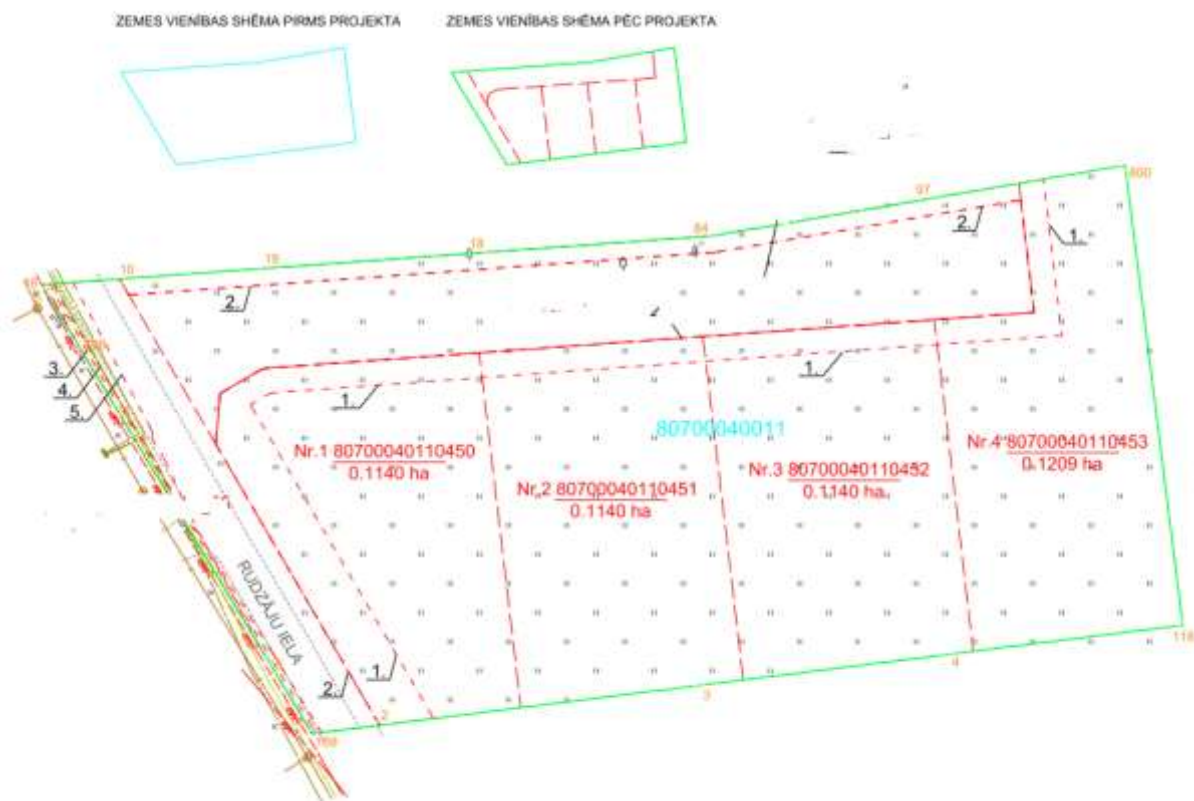 ZEMES VIENĪBAS SHĒMA PIRMS PROJEKTA
ZEMES VIENĪBAS SHĒMA PĒC PROJEKTA
800
97
2.
1.
84
18
19
16
2.
3.
4.
5.
1.
1.
80700040011
Nr.1 80700040110450
0.1140 ha
Nr.2 80700040110451
0.1140 ha
Nr.3 80700040110452
0.1140 ha
Nr.4 80700040110453
0.1209 ha
RUDZĀJU IELA
118
3
2
1.
2.